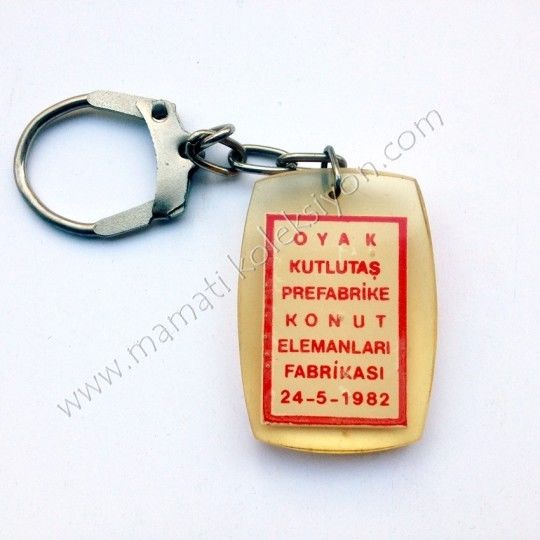 OYAK
KUTLUTAŞ
PREFABRİKE
KONUT
ELEMANLARI
FABRİKASI
24-5-1982
www.mamatikoleksiyon.com